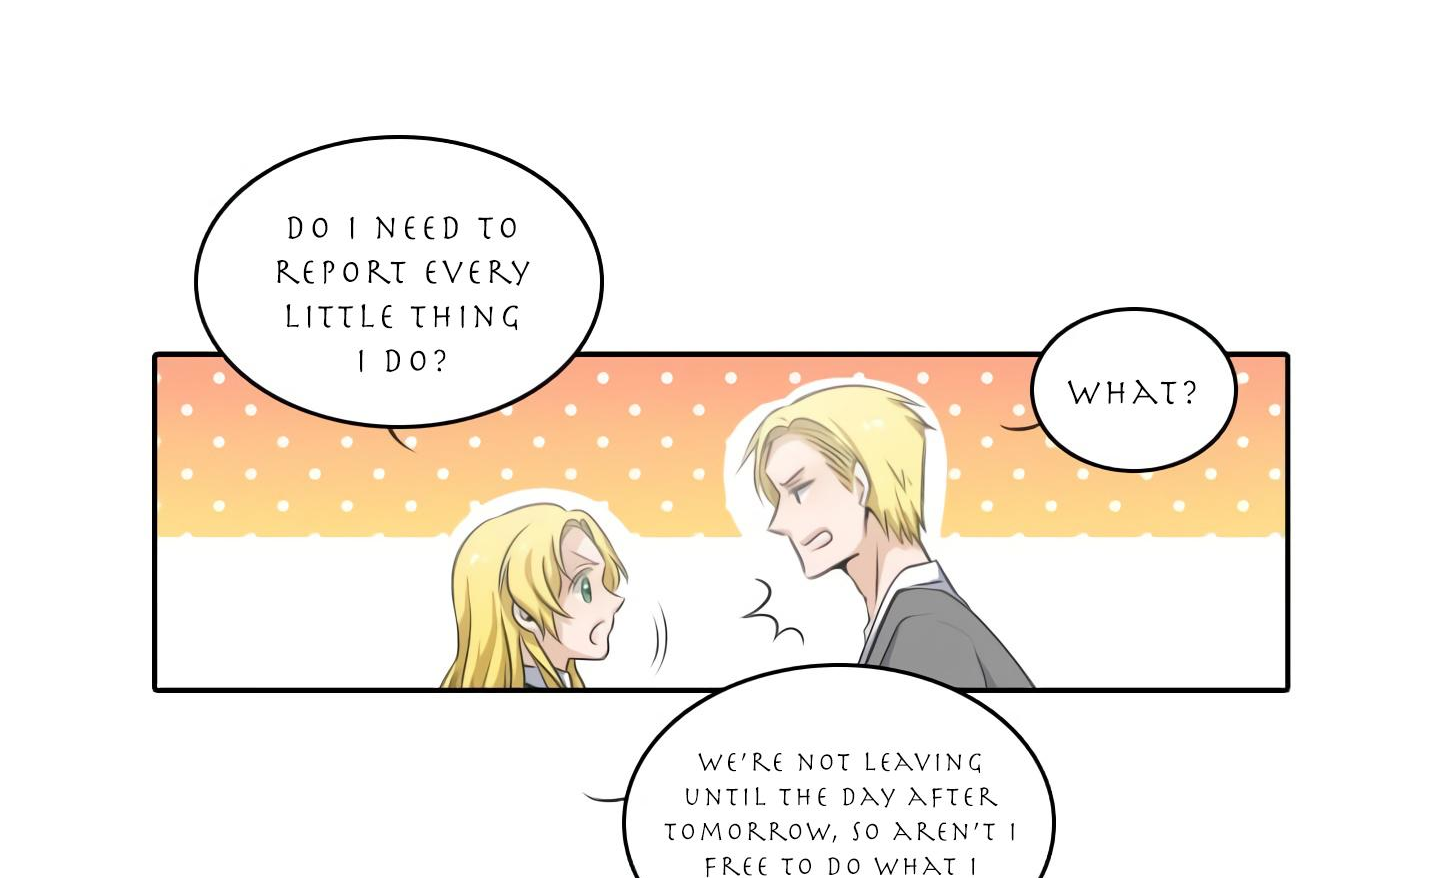 DO I NEED TO
REPORT EVERY
LITTLE THING
I DO?
WHAT?
WE'RE NOT LEAVING
UNTIL THE DAY AFTER
TOMORROW, SO AREN'T I
FREE TO DO WHAT I